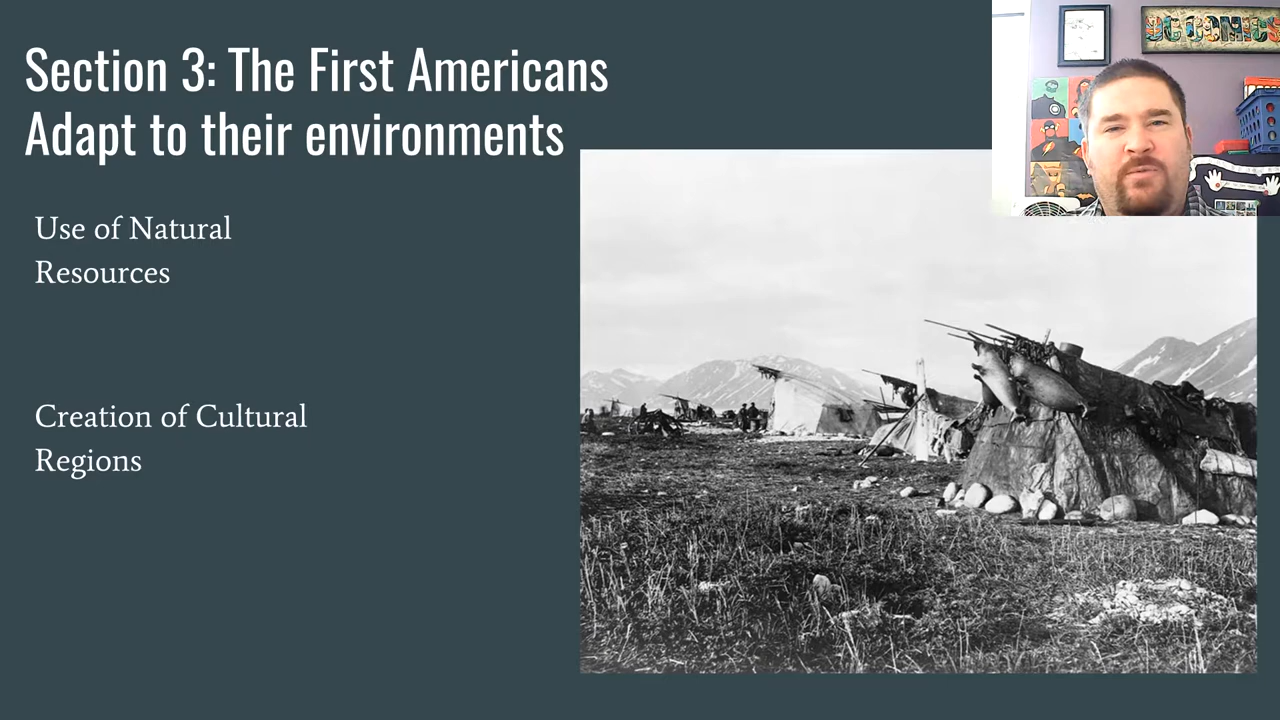 Section 3: The First Americans
Adapt to their environments
DC COMICS
Use of Natural
Resources
Creation of Cultural
Regions